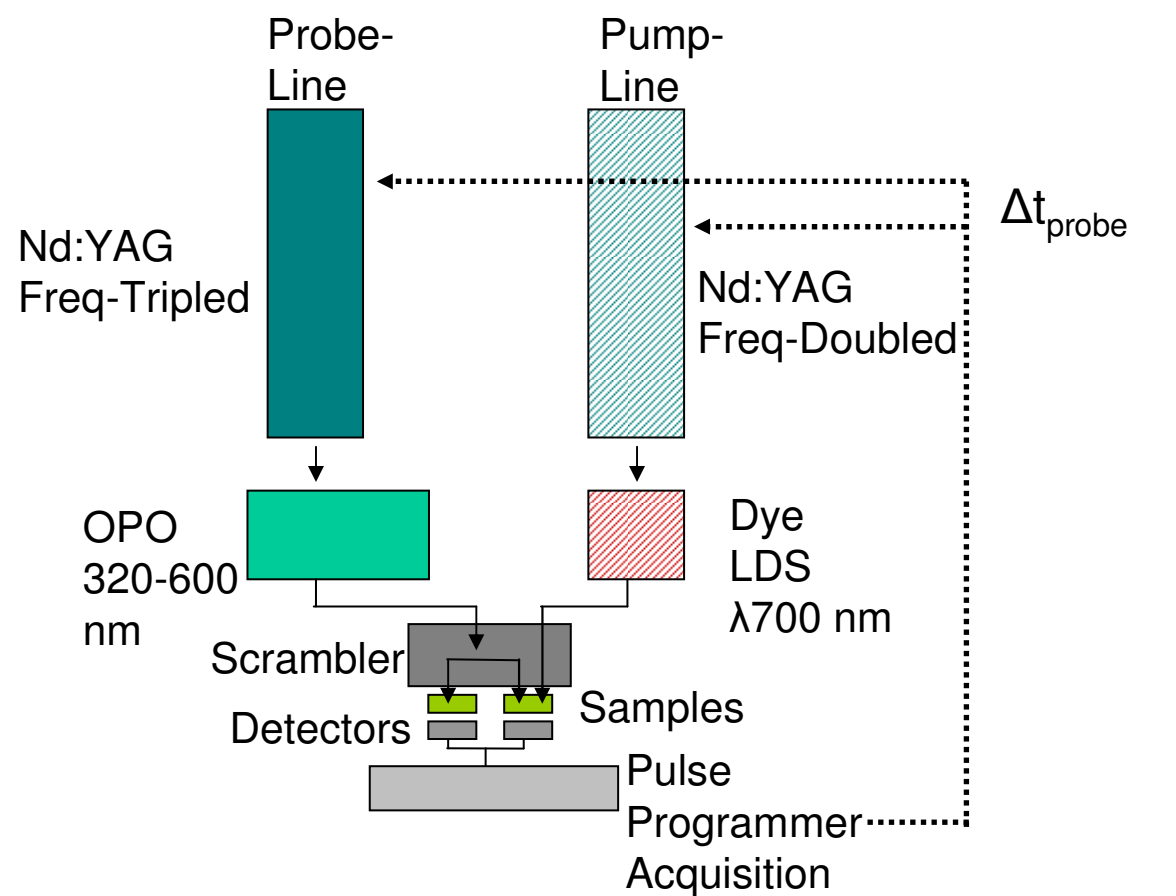 Probe-
Line
Pump-
Line
Δtprobe
Nd:YAG
Freq-Tripled
Nd:YAG
Freq-Doubled
OPO
320-600
nm
Dye
LDS
λ700 nm
Scrambler
Samples
Detectors
Pulse
Programmer
Acquisition